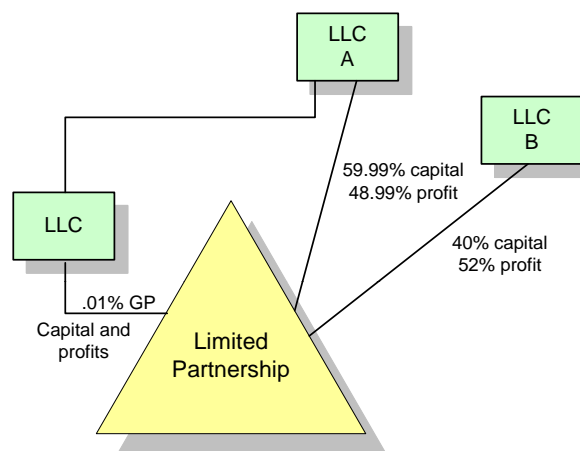 LLC
A
LLC
B
59.99% capital
48.99% profit
LLC
40% capital
52% profit
.01% GP
Capital and
profits
Limited
Partnership